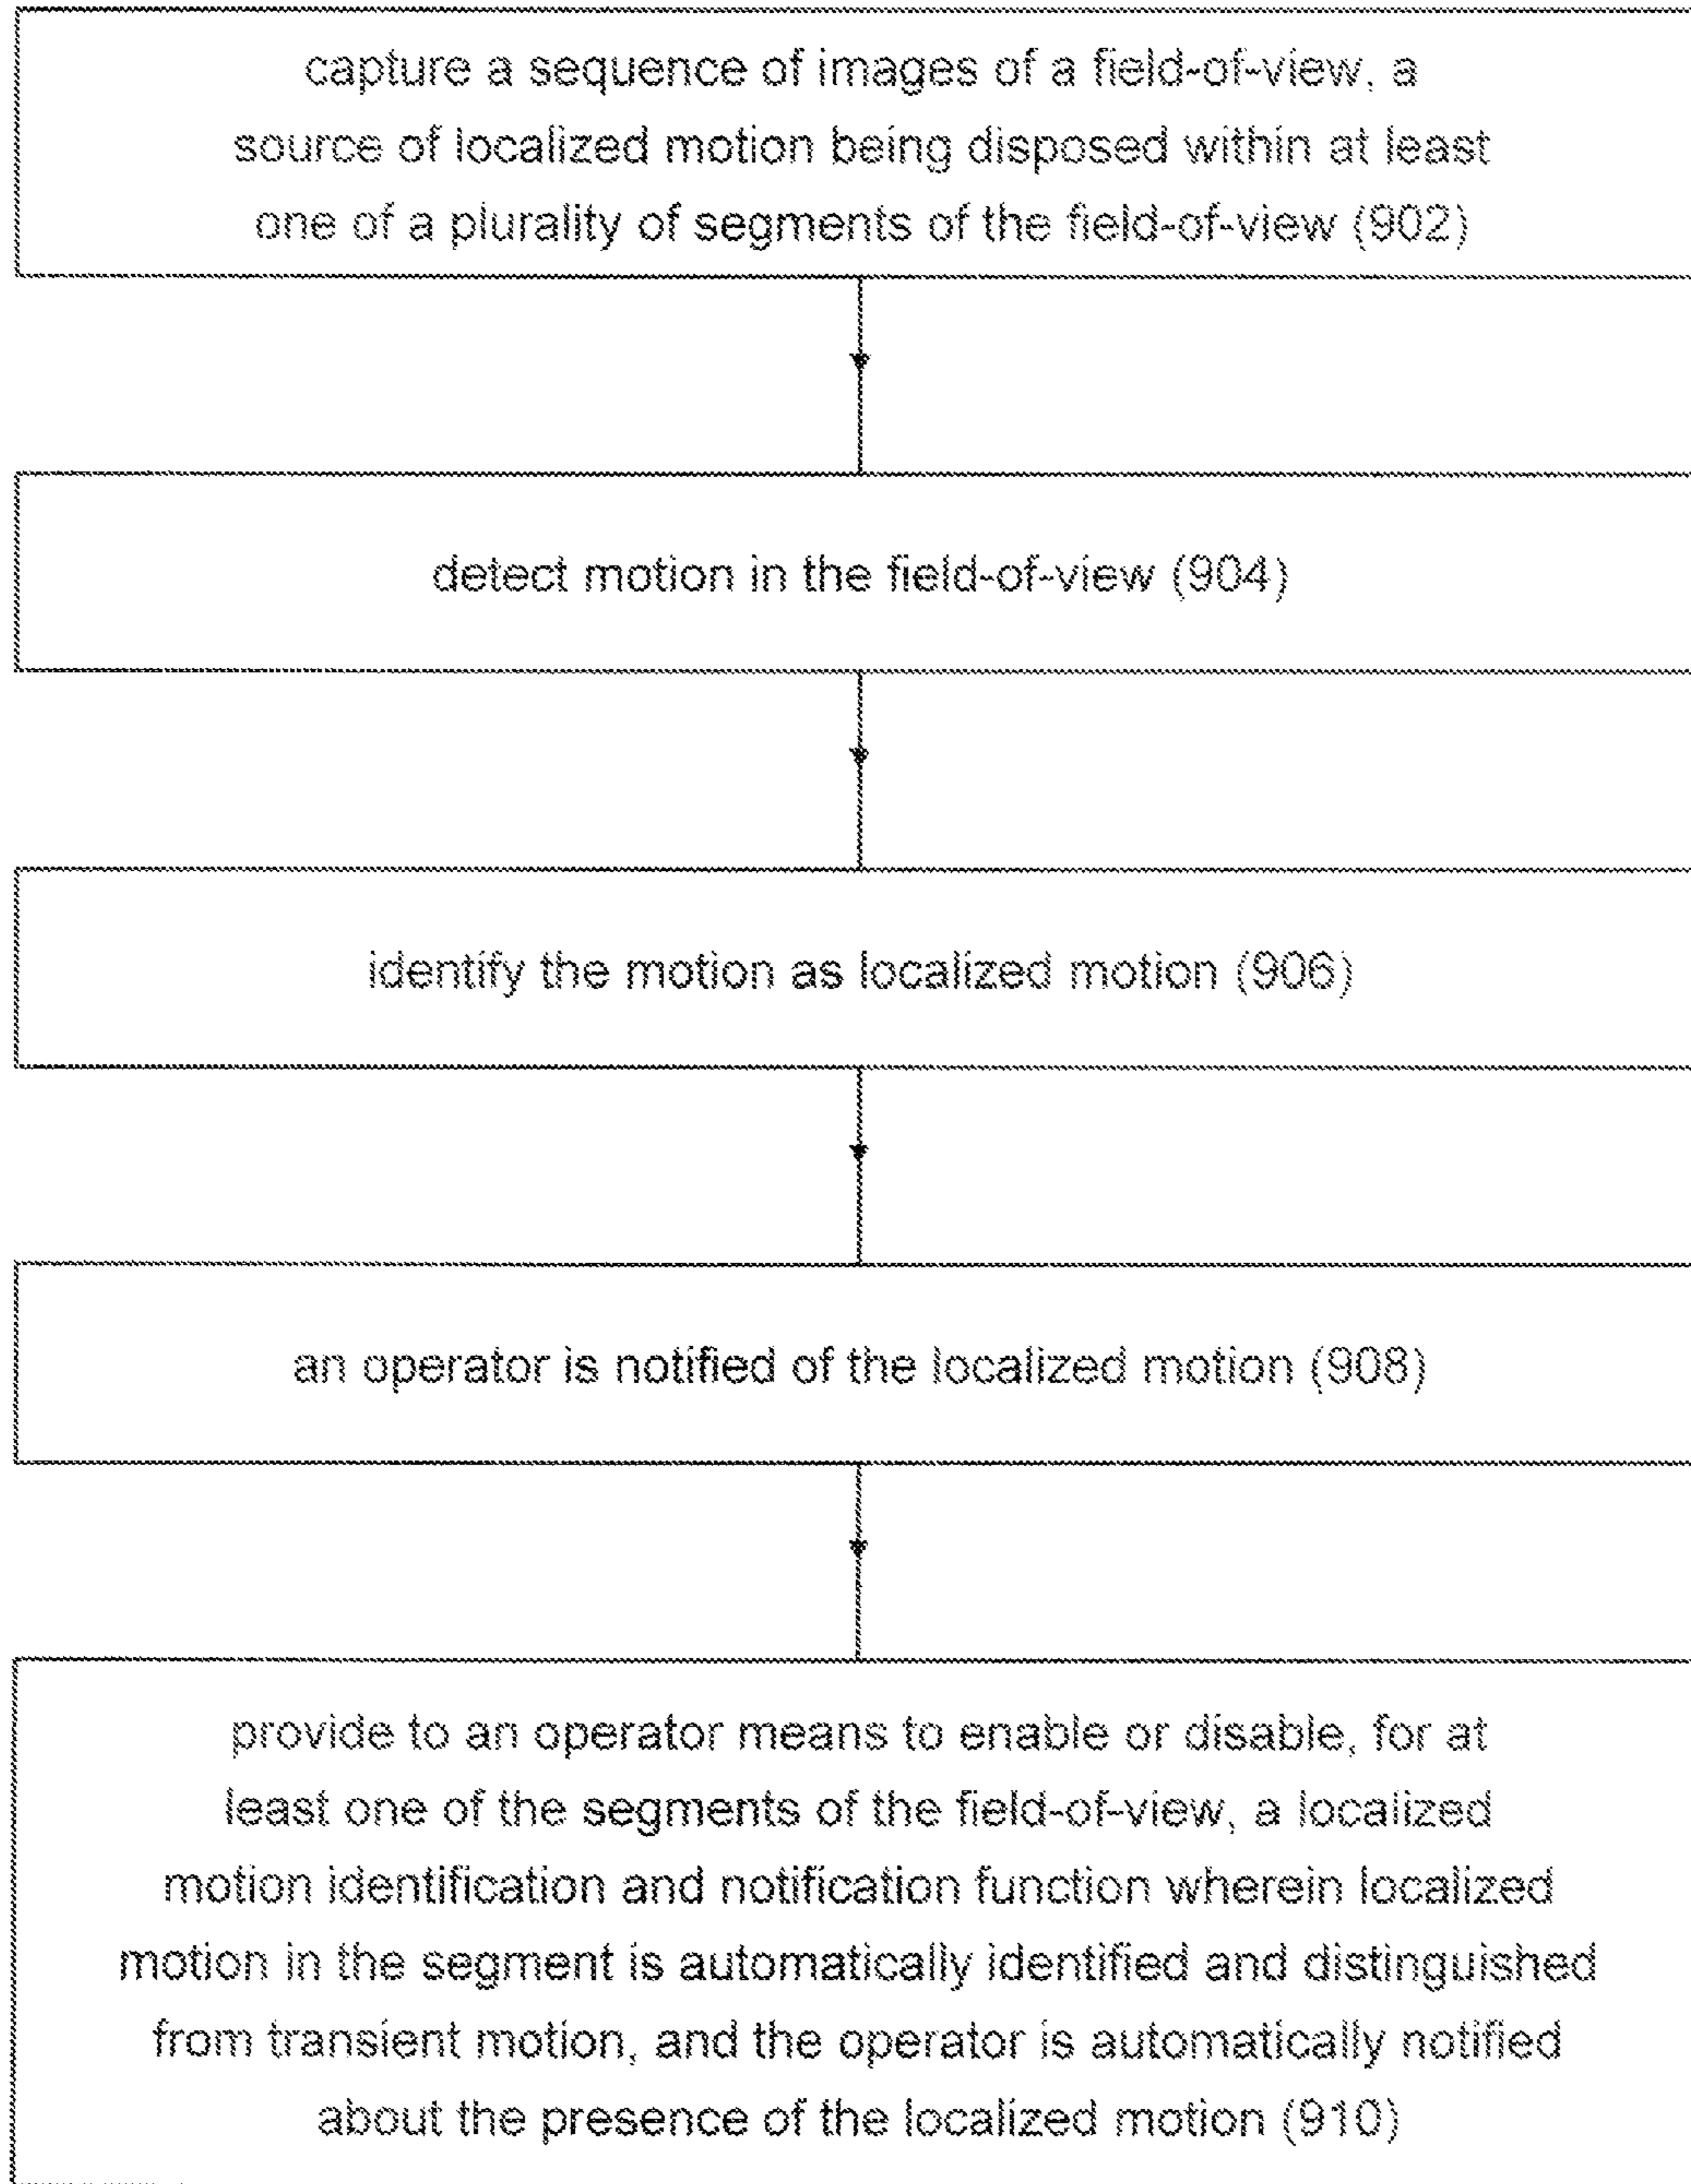 capture a sequence of images of a field-of-view, a
source of localized motion being disposed within at least
one of a plurality of segments of the field-of-view (902)
detect motion in the field-of-view (904)
identify the motion as localized motion (906)
an operator is notified of the localized motion (908)
provide to an operator means to enable or disable, for at
least one of the segments of the field-of-view, a localized
motion identification and notification function wherein localized
motion in the segment is automatically identified and distinguished
from transient motion, and the operator is automatically notified
about the presence of the localized motion (910)